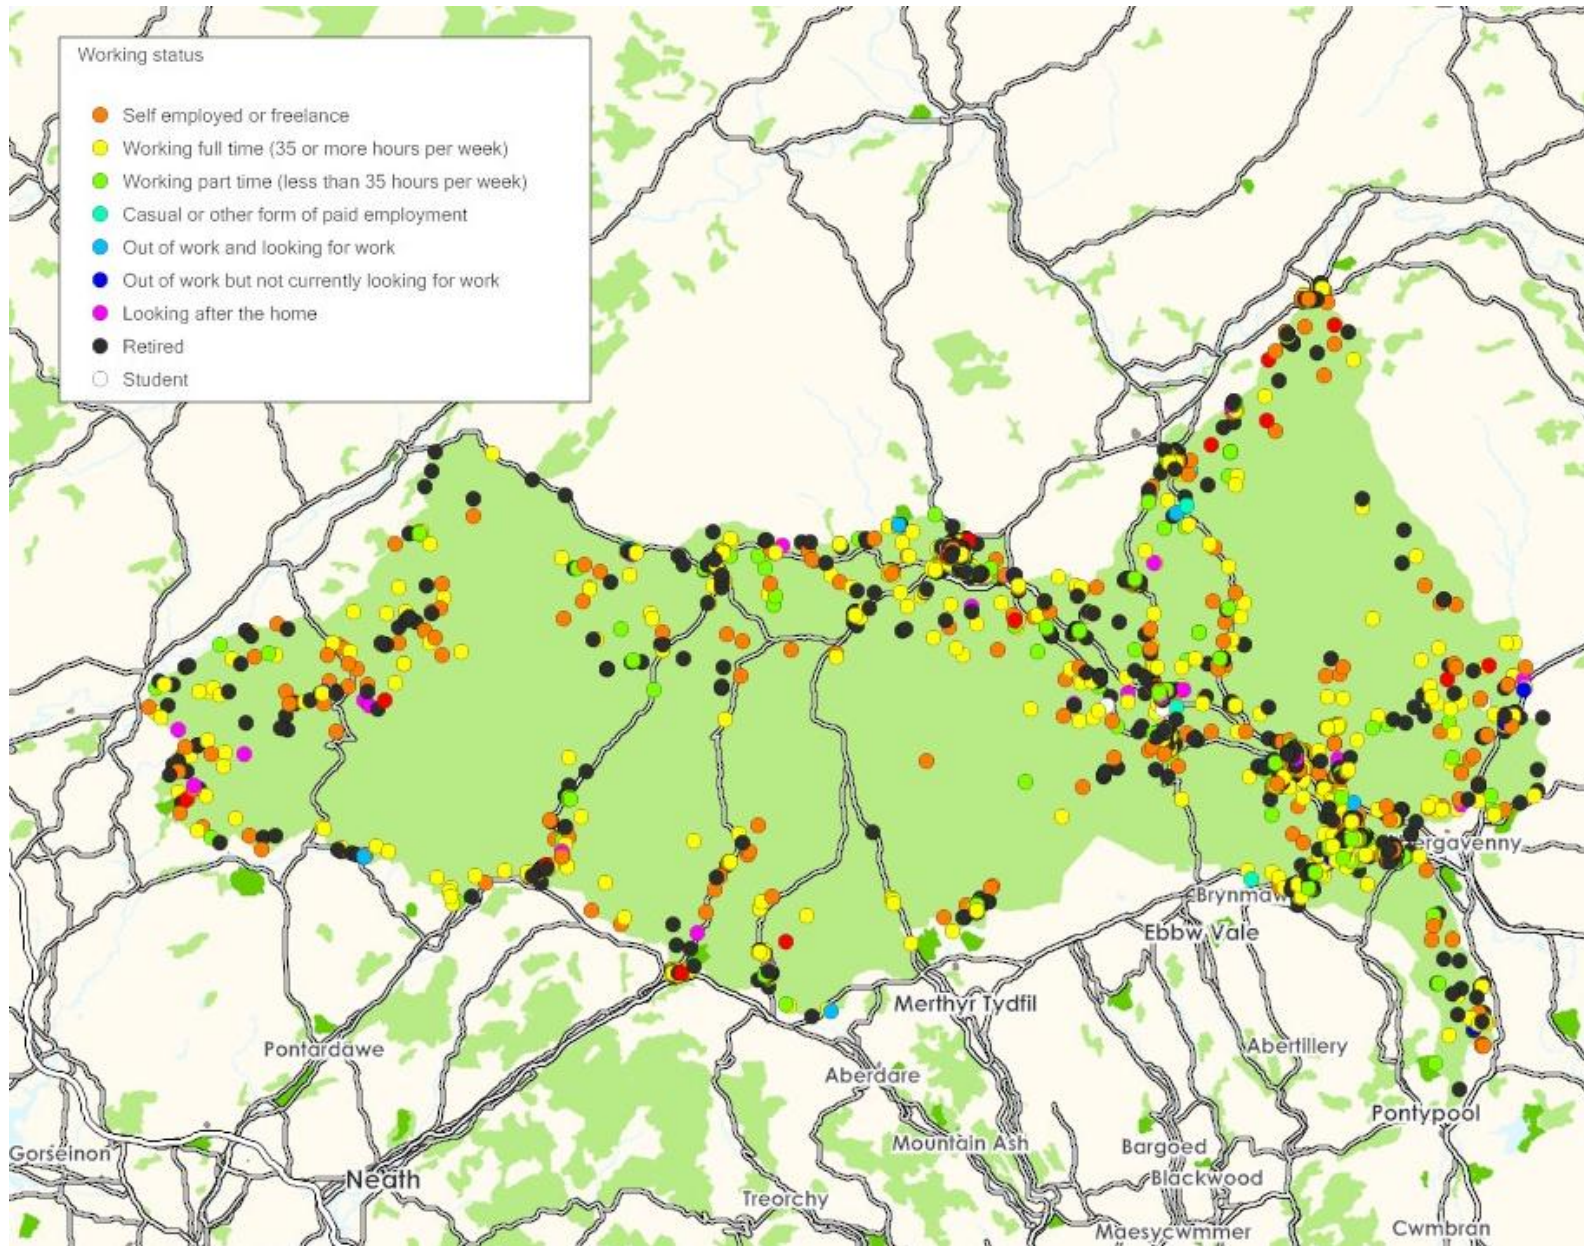 Working status
Self employed or freelance
Working full time (35 or more hours per week)
Working part time (less than 35 hours per week)
Casual or other form of paid employment
Out of work and looking for work
Out of work but not currently looking for work
Looking after the home
Retired
Student
ergavenny
Brynmaw
Ebbw Vale
Merthyr Tydfil
Pontardawe
Abertillery
Aberdare
Pontypool
Mountain Ash
Bargoed
Gorseinon
Neath
Blackwood
Treorchy
Maesycwmmer
Cwmbran